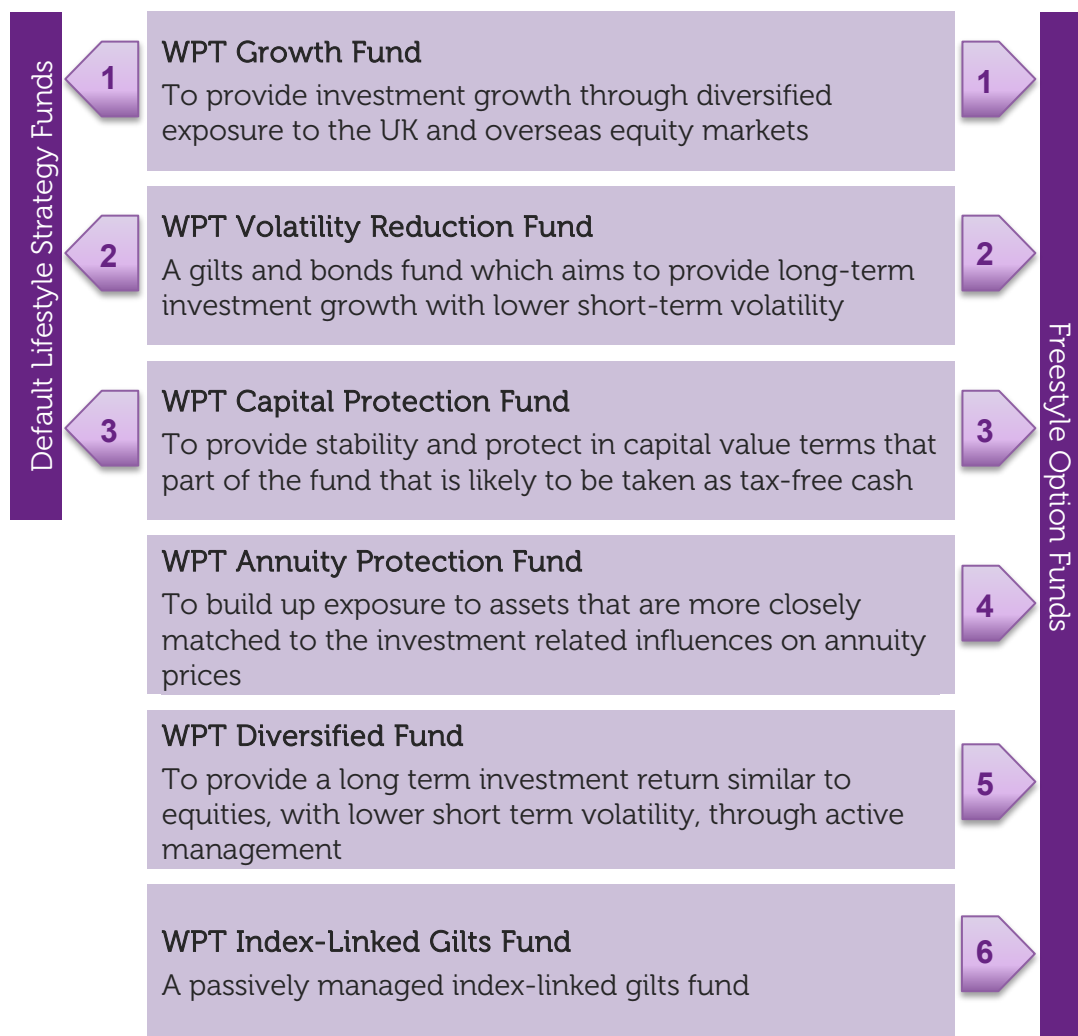 Default Lifestyle Strategy Funds
1
WPT Growth Fund
To provide investment growth through diversified
exposure to the UK and overseas equity markets
1
2
WPT Volatility Reduction Fund
A gilts and bonds fund which aims to provide long-term
investment growth with lower short-term volatility
2
3
WPT Capital Protection Fund
To provide stability and protect in capital value terms that
part of the fund that is likely to be taken as tax-free cash
3
WPT Annuity Protection Fund
To build up exposure to assets that are more closely
matched to the investment related influences on annuity
prices
4
WPT Diversified Fund
To provide a long term investment return similar to
equities, with lower short term volatility, through active
management
5
WPT Index-Linked Gilts Fund
A passively managed index-linked gilts fund
6
Freestyle Option Funds